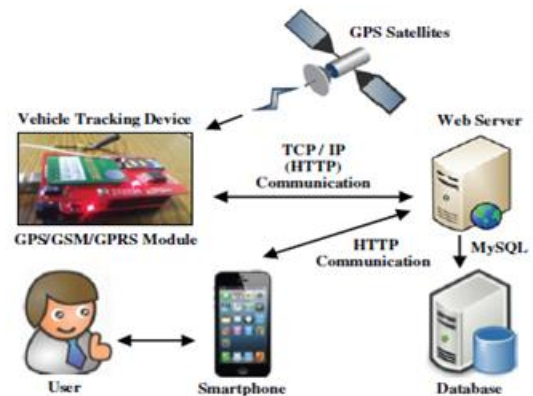 GPS Satellites
Vehicle Tracking Device
Web Server
TCP / IP
(HTTP)
Communication
GPS/GSM/GPRS Module
HTTP
Communication
MySQL
User
Smartphone
Database